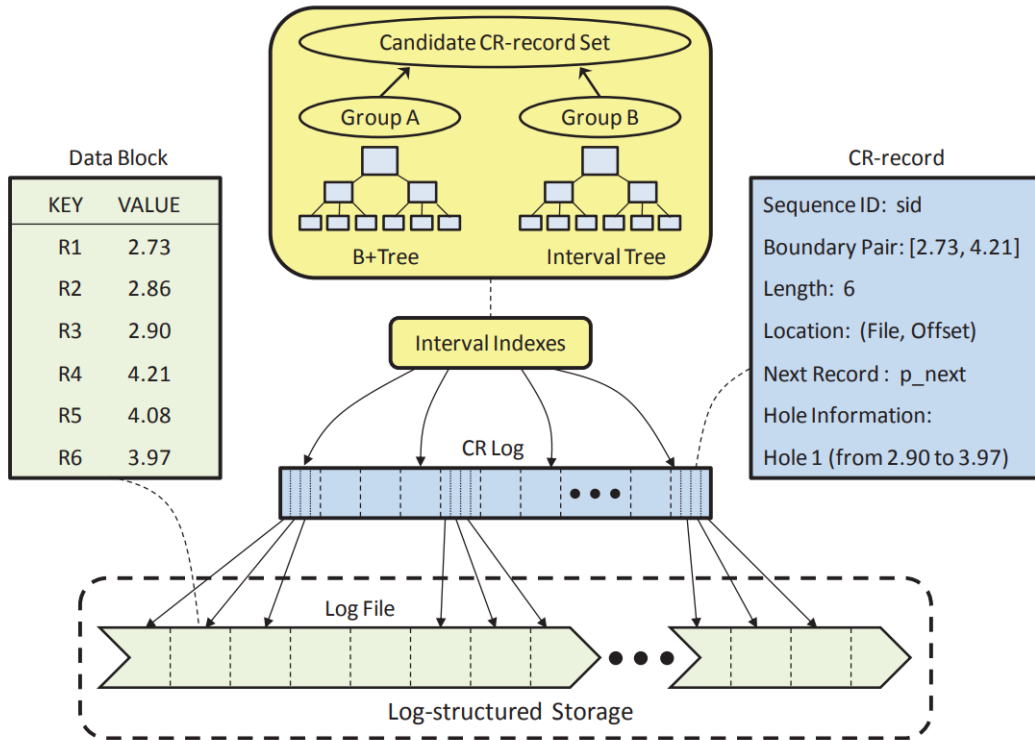 Candidate CR-record Set
Group A
Group B
B+Tree
Interval Tree
Data Block
KEY VALUE
R1 2.73
R2 2.86
R3 2.90
R4 4.21
R5 4.08
R6 3.97
CR-record
Sequence ID: sid
Boundary Pair: [2.73, 4.21]
Length: 6
Location: (File, Offset)
Next Record : p_next
Hole Information:
Hole 1 (from 2.90 to 3.97)
Interval Indexes
CR Log
Log File
Log-structured Storage